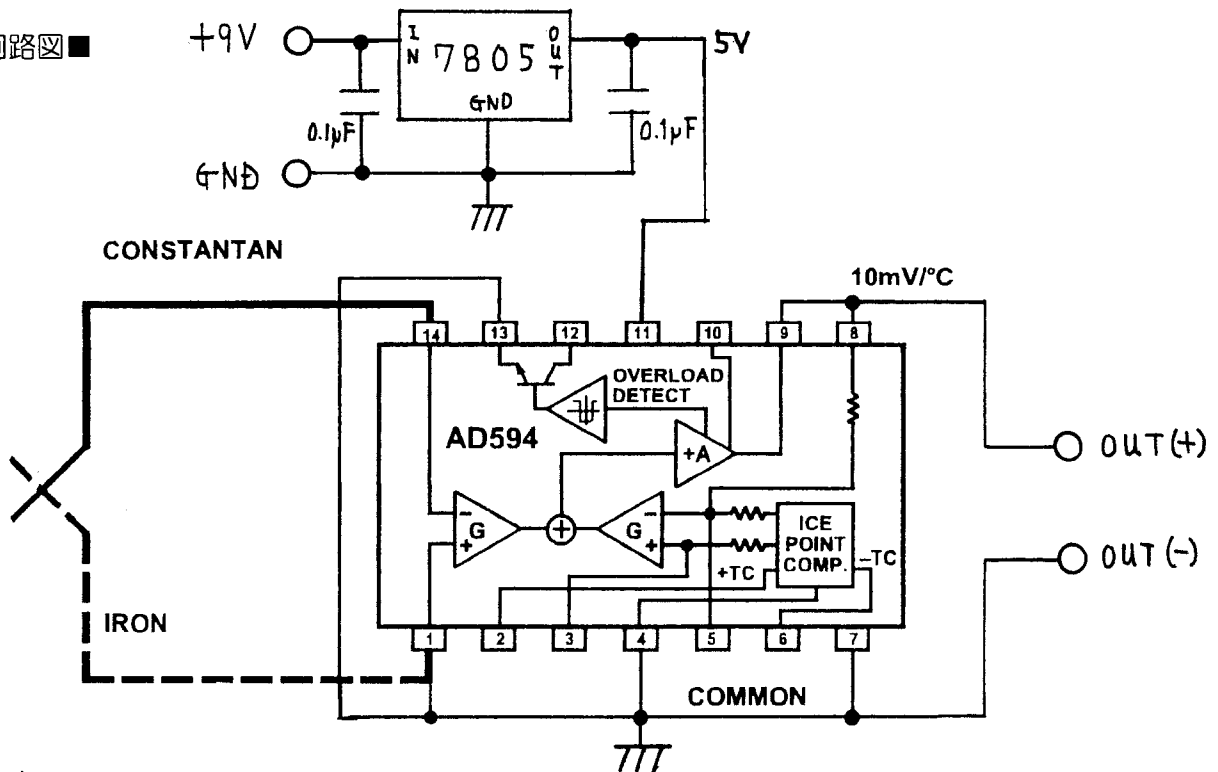 路図■
+9V
IN
7805
OUT
GND
5V
0.1μF
0.1μF
GND
CONSTANTAN
10mV/°C
14
13
12
11
10
9
8
OVERLOAD
DETECT
AD594
+A
−
G
+
+
−
G
+
ICE
POINT
COMP.
+TC
−TC
IRON
1
2
3
4
5
6
7
COMMON
OUT(+)
OUT(-)